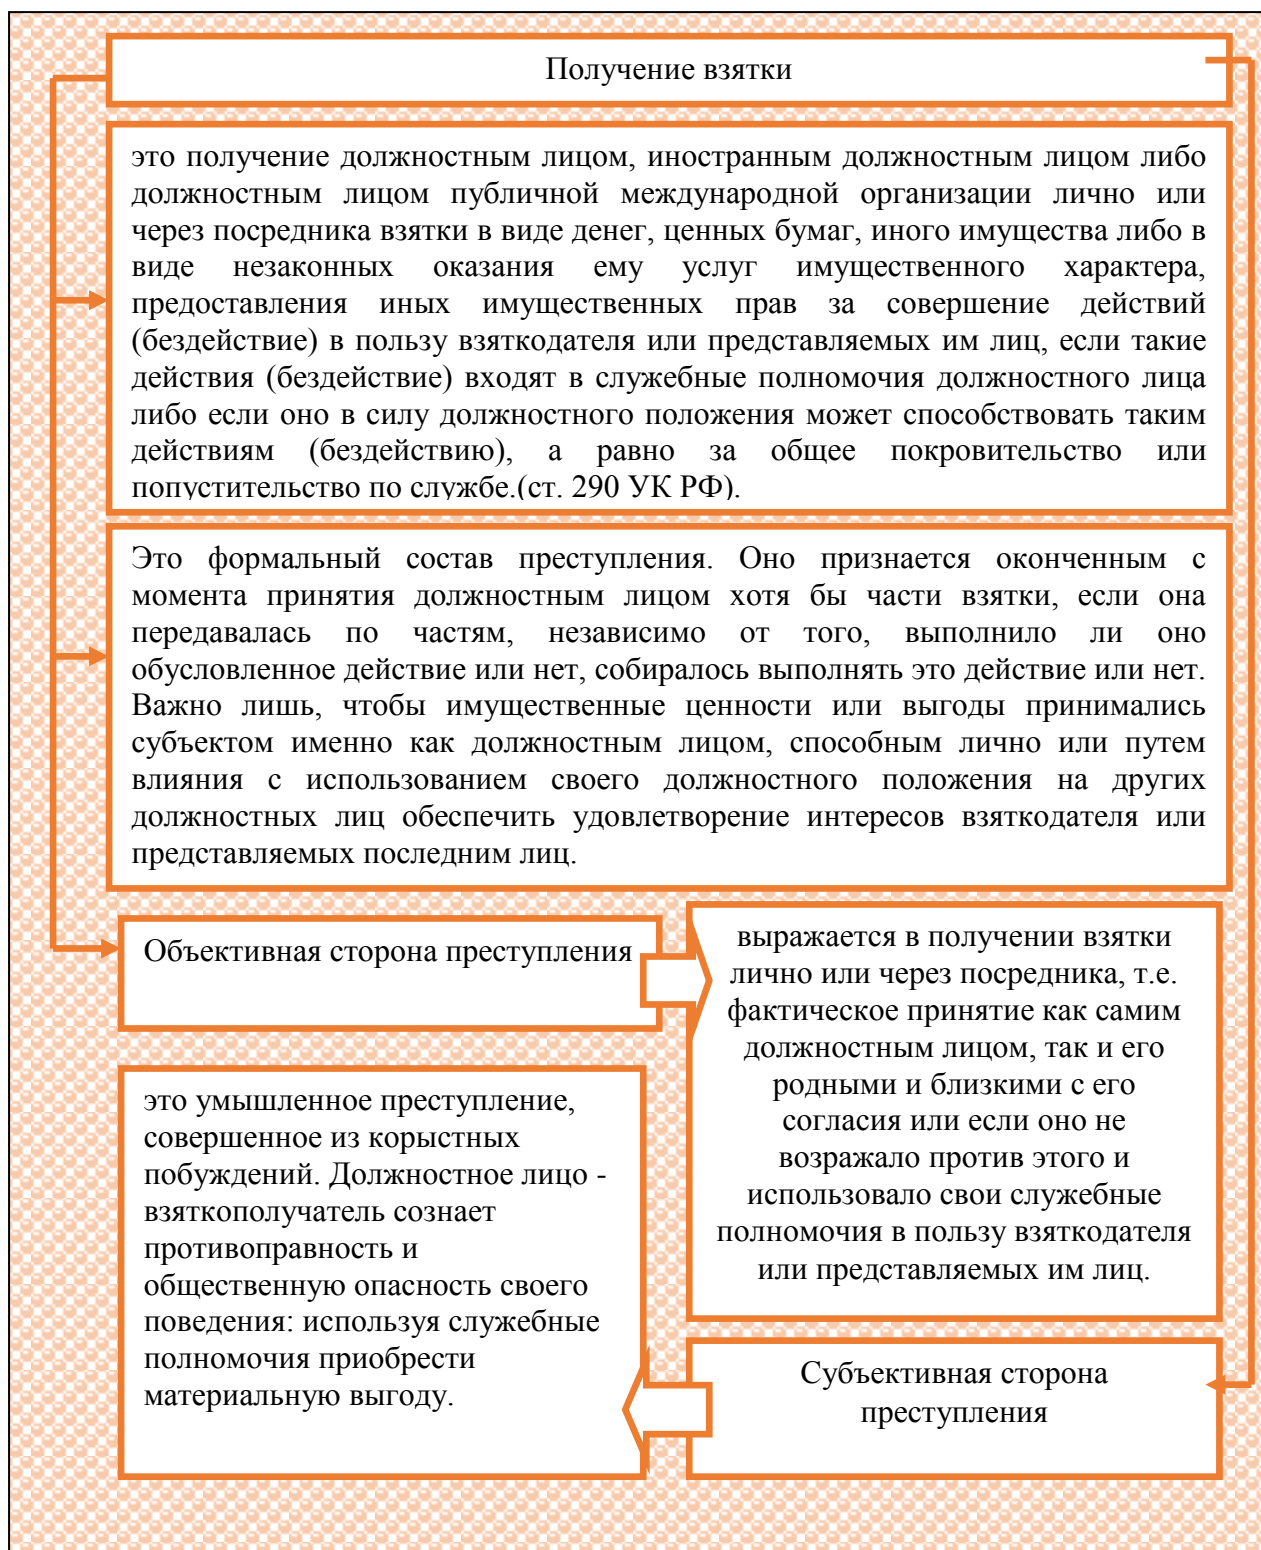 Получение взятки
это получение должностным лицом, иностранным должностным лицом либо
должностным лицом публичной международной организации лично или
через посредника взятки в виде денег, ценных бумаг, иного имущества либо в
виде незаконных оказания ему услуг имущественного характера,
предоставления иных имущественных прав за совершение действий
(бездействие) в пользу взяткодателя или представляемых им лиц, если такие
действия (бездействие) входят в служебные полномочия должностного лица
либо если оно в силу должностного положения может способствовать таким
действиям (бездействию), а равно за общее покровительство или
попустительство по службе.(ст. 290 УК РФ).
Это формальный состав преступления. Оно признается оконченным с
момента принятия должностным лицом хотя бы части взятки, если она
передавалась по частям, независимо от того, выполнило ли оно
обусловленное действие или нет, собиралось выполнять это действие или нет.
Важно лишь, чтобы имущественные ценности или выгоды принимались
субъектом именно как должностным лицом, способным лично или путем
влияния с использованием своего должностного положения на других
должностных лиц обеспечить удовлетворение интересов взяткодателя или
представляемых последним лиц.
Объективная сторона преступления
выражается в получении взятки
лично или через посредника, т.е.
фактическое принятие как самим
должностным лицом, так и его
родными и близкими с его
согласия или если оно не
возражало против этого и
использовало свои служебные
полномочия в пользу взяткодателя
или представляемых им лиц.
Субъективная сторона
преступления
это умышленное преступление,
совершенное из корыстных
побуждений. Должностное лицо -
взяткополучатель сознает
противоправность и
общественную опасность своего
поведения: используя служебные
полномочия приобрести
материальную выгоду.